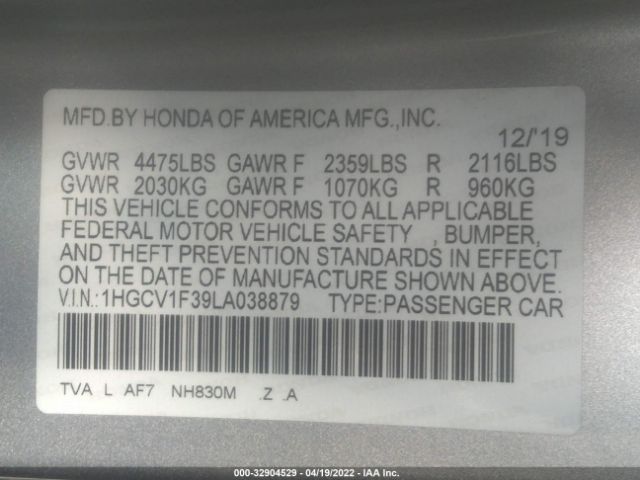 MFD.BY HONDA OF AMERICA MFG.,INC.
12/'19
GVWR 4475LBS GAWR F 2359LBS R 2116LBS
GVWR 2030KG GAWR F 1070KG R 960KG
THIS VEHICLE CONFORMS TO ALL APPLICABLE
FEDERAL MOTOR VEHICLE SAFETY , BUMPER,
AND THEFT PREVENTION STANDARDS IN EFFECT
ON THE DATE OF MANUFACTURE SHOWN ABOVE.
V.I.N.:1HGCV1F39LA038879 TYPE:PASSENGER CAR
TVA L AF7 NH830M .Z .A
000-32904529 - 04/19/2022 - IAA Inc.